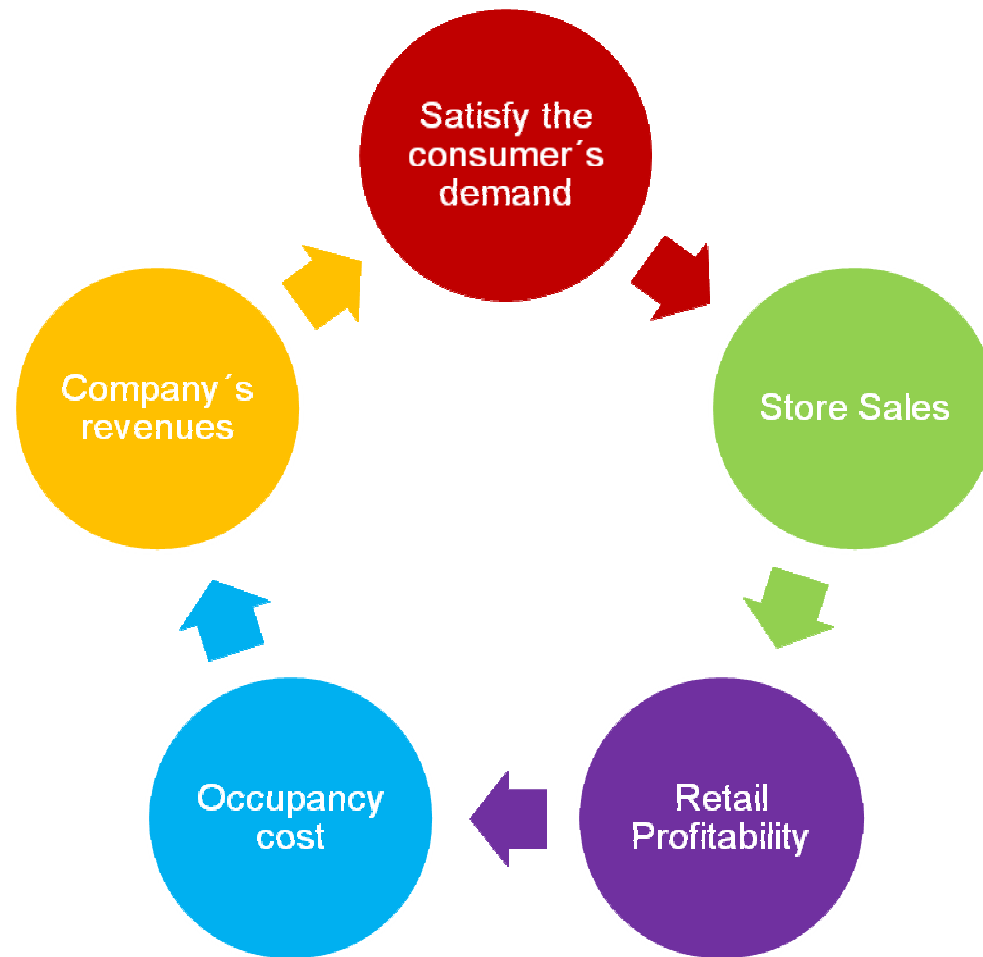 Satisfy the
consumer´s
demand
Store Sales
Retail
Profitability
Occupancy
cost
Company´s
revenues